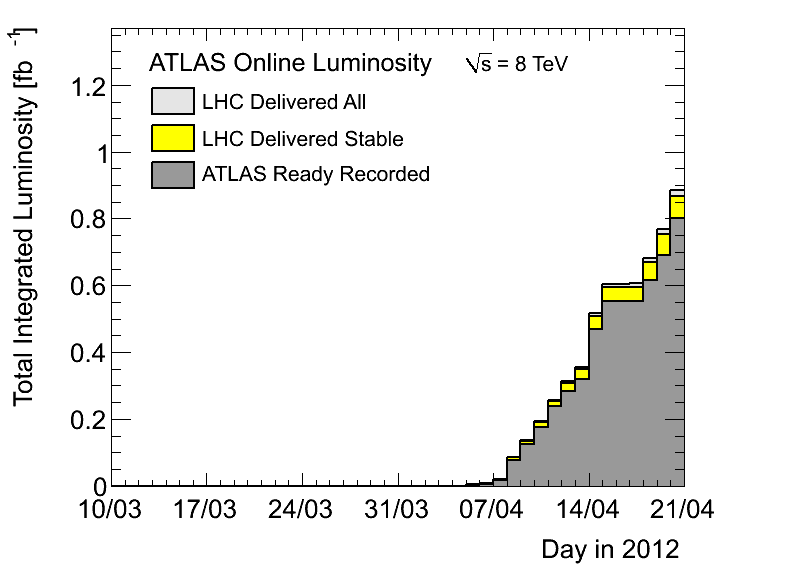 Total Integrated Luminosity [fb⁻¹]
ATLAS Online Luminosity √s = 8 TeV
LHC Delivered All
LHC Delivered Stable
ATLAS Ready Recorded
1.2
1
0.8
0.6
0.4
0.2
0
10/03 17/03 24/03 31/03 07/04 14/04 21/04
Day in 2012